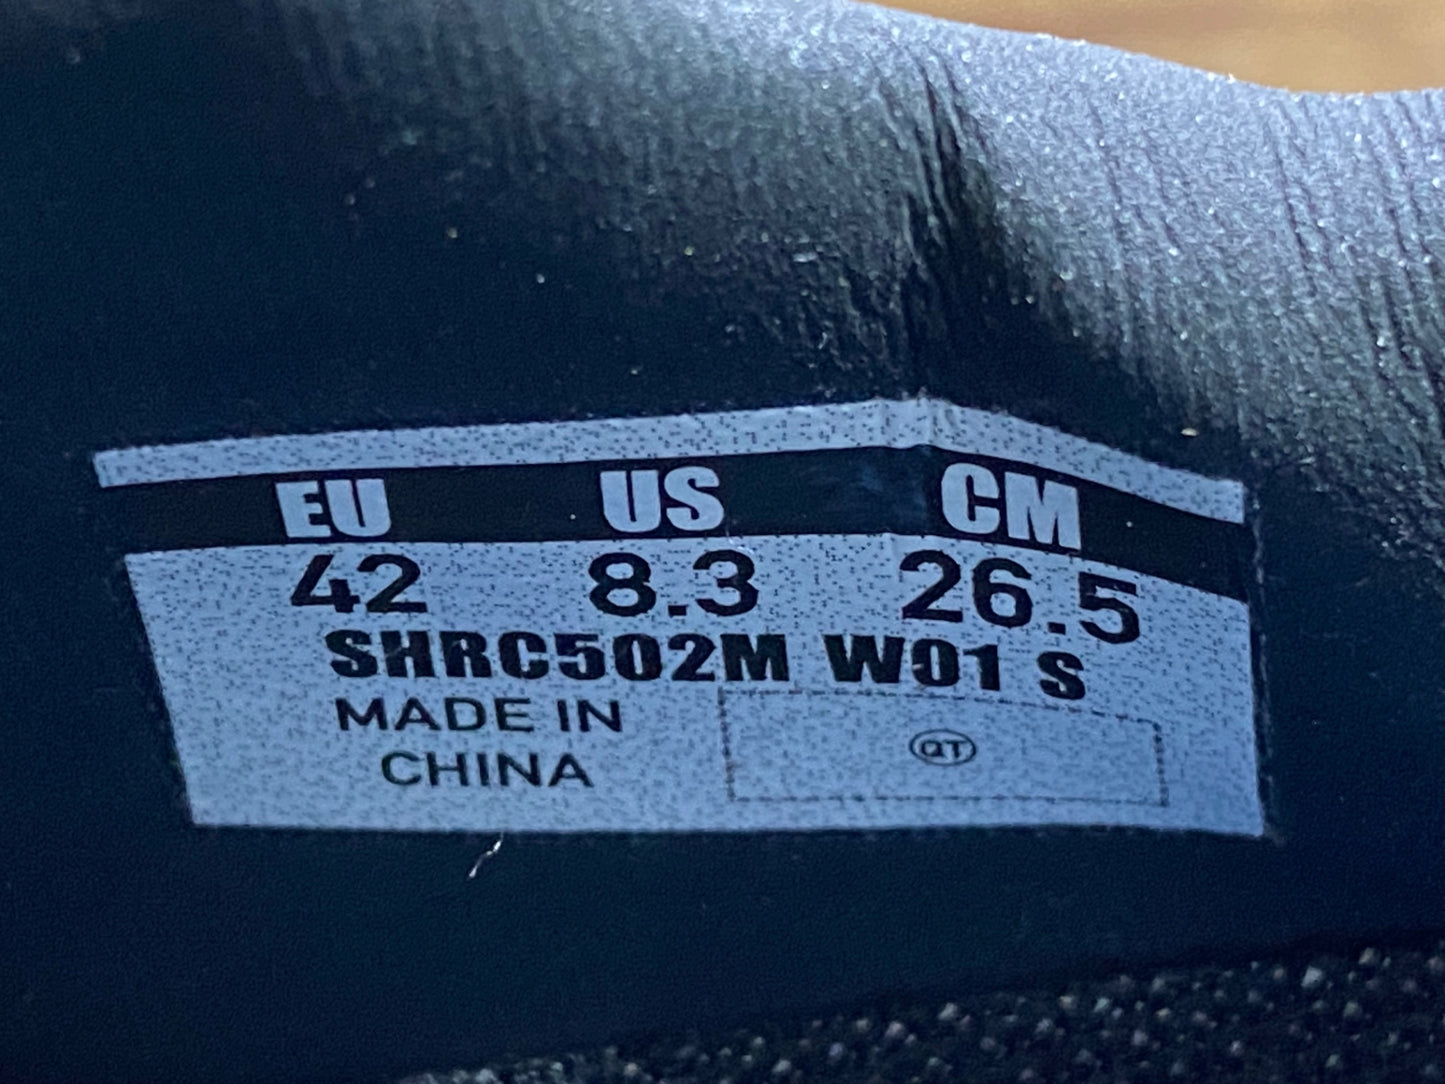 EU US CM
42 8.3 26.5
SHRC502M W01 S
MADE IN
CHINA
QT